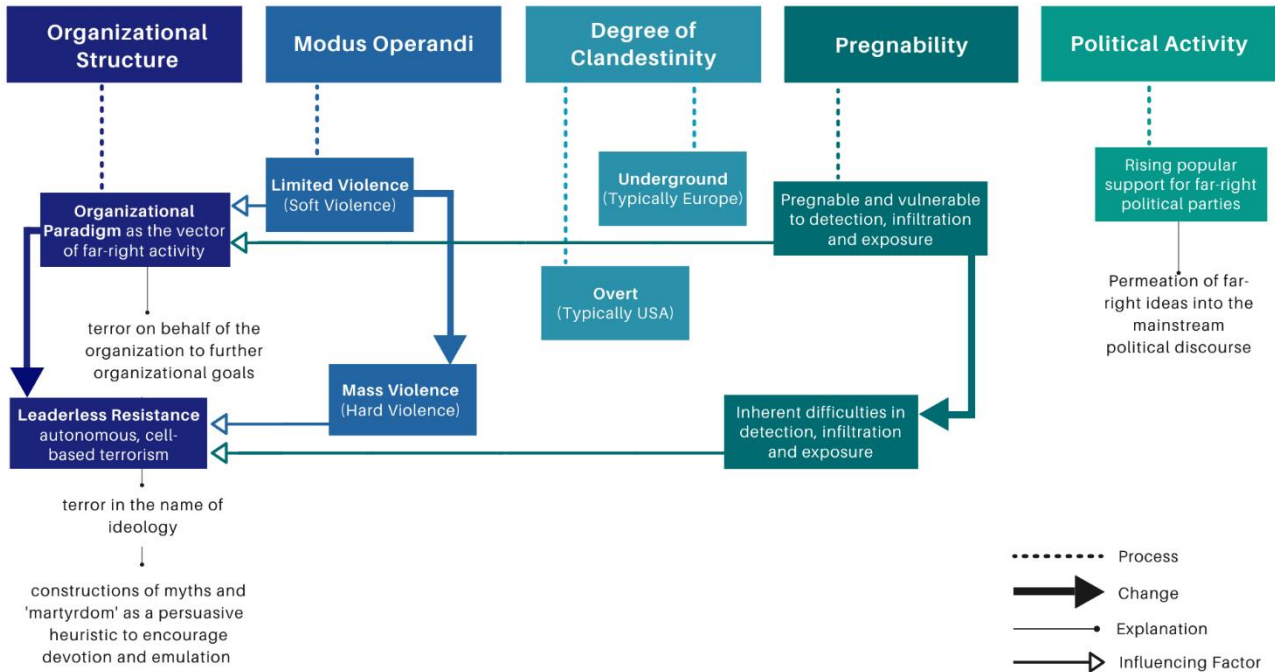 Organizational
Structure
Modus Operandi
Degree of
Clandestinity
Pregnability
Political Activity
Organizational
Paradigm as the vector
of far-right activity
terror on behalf of the
organization to further
organizational goals
Leaderless Resistance
autonomous, cell-
based terrorism
terror in the name of
ideology
constructions of myths and
'martyrdom' as a persuasive
heuristic to encourage
devotion and emulation
Limited Violence
(Soft Violence)
Mass Violence
(Hard Violence)
Underground
(Typically Europe)
Overt
(Typically USA)
Pregnable and vulnerable
to detection, infiltration
and exposure
Inherent difficulties in
detection, infiltration
and exposure
Rising popular
support for far-right
political parties
Permeation of far-
right ideas into the
mainstream
political discourse
Process
Change
Explanation
Influencing Factor